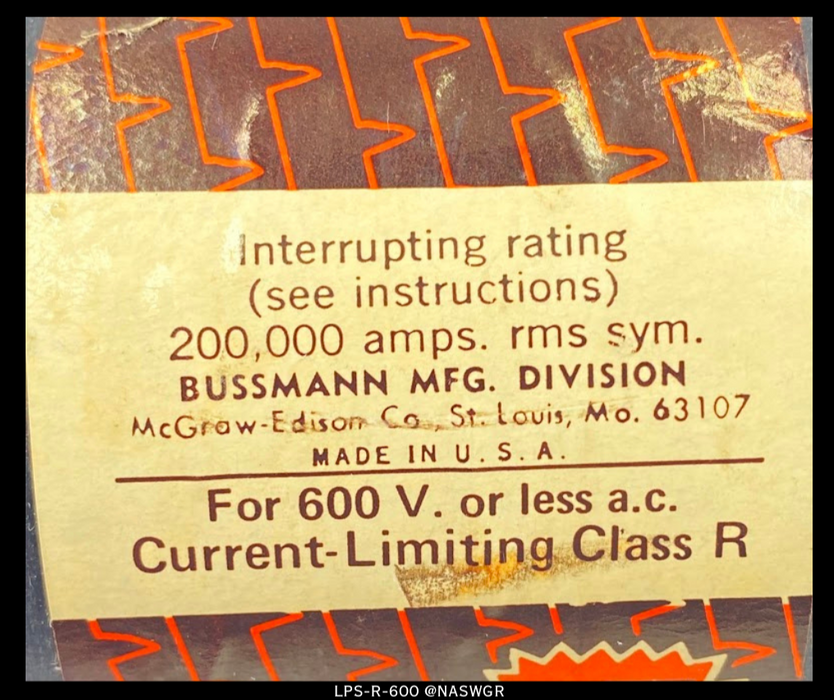 Interrupting rating
(see instructions)
200,000 amps. rms sym.
BUSSMANN MFG. DIVISION
McGraw-Edison Co., St. Louis, Mo. 63107
MADE IN U. S. A.
For 600 V. or less a.c.
Current-Limiting Class R
LPS-R-600 @NASWGR